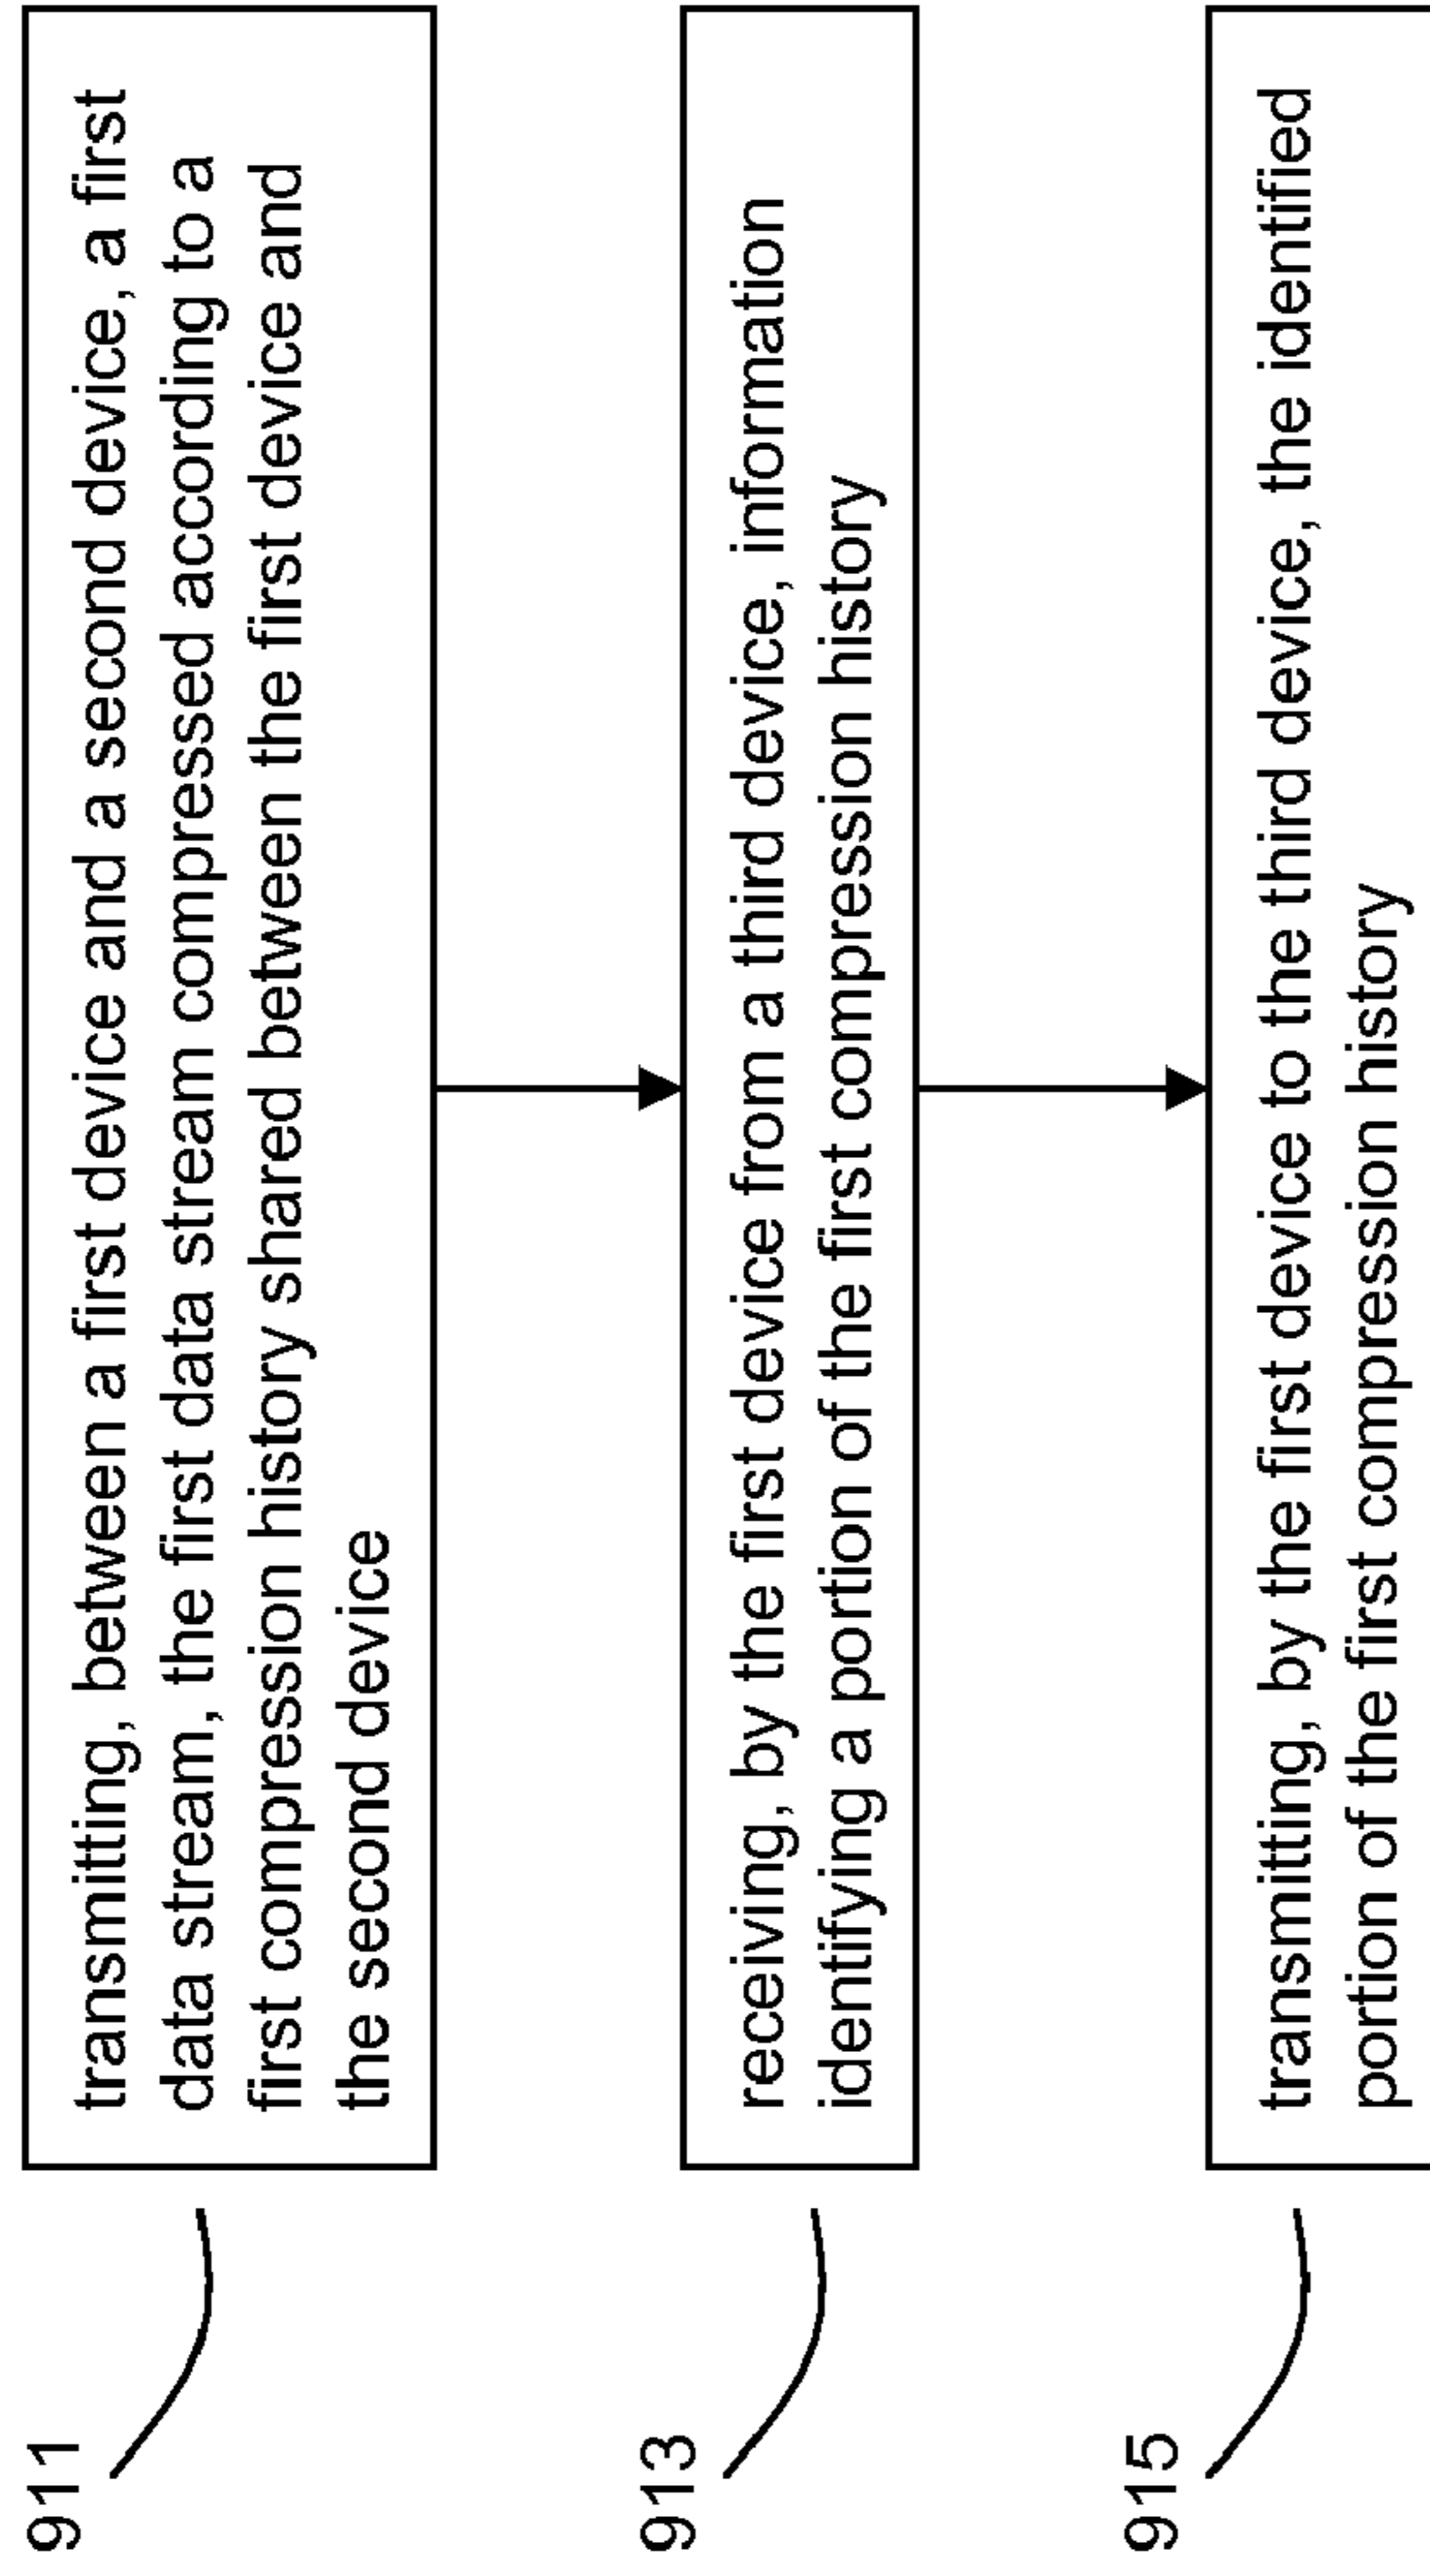 911
transmitting, between a first device and a second device, a first
data stream, the first data stream compressed according to a
first compression history shared between the first device and
the second device
913
receiving, by the first device from a third device, information
identifying a portion of the first compression history
915
transmitting, by the first device to the third device, the identified
portion of the first compression history